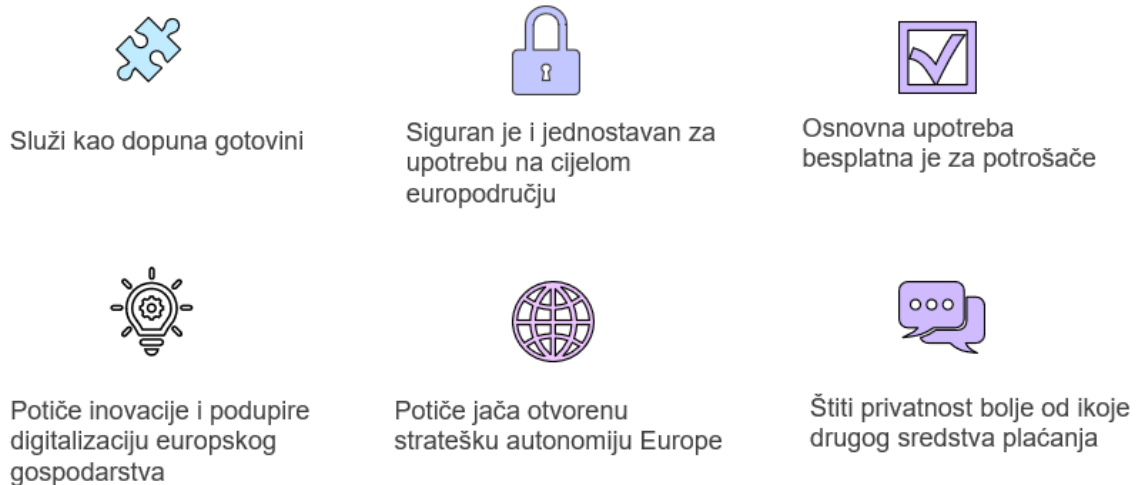 Služi kao dopuna gotovini
Siguran je i jednostavan za
upotrebu na cijelom
europodručju
Osnovna upotreba
besplatna je za potrošače
Potiče inovacije i podupire
digitalizaciju europskog
gospodarstva
Potiče jača otvorenu
stratešku autonomiju Europe
Štiti privatnost bolje od ikoje
drugog sredstva plaćanja